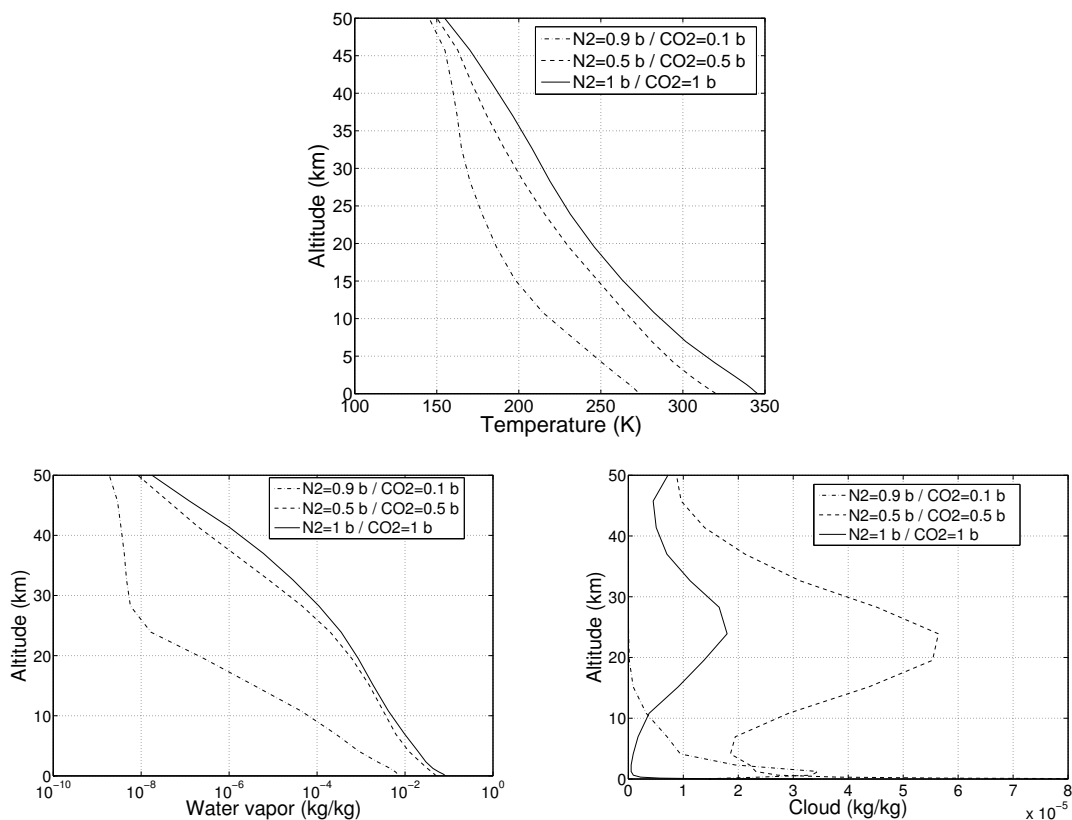 50
45
40
35
30
25
20
15
10
5
0
Altitude (km)
100 150 200 250 300 350
Temperature (K)
N2=0.9 b / CO2=0.1 b
N2=0.5 b / CO2=0.5 b
N2=1 b / CO2=1 b
50
40
30
20
10
0
Altitude (km)
10^-10 10^-8 10^-6 10^-4 10^-2 10^0
Water vapor (kg/kg)
N2=0.9 b / CO2=0.1 b
N2=0.5 b / CO2=0.5 b
N2=1 b / CO2=1 b
50
40
30
20
10
0
Altitude (km)
0 1 2 3 4 5 6 7 8
Cloud (kg/kg)
x 10^-5
N2=0.9 b / CO2=0.1 b
N2=0.5 b / CO2=0.5 b
N2=1 b / CO2=1 b